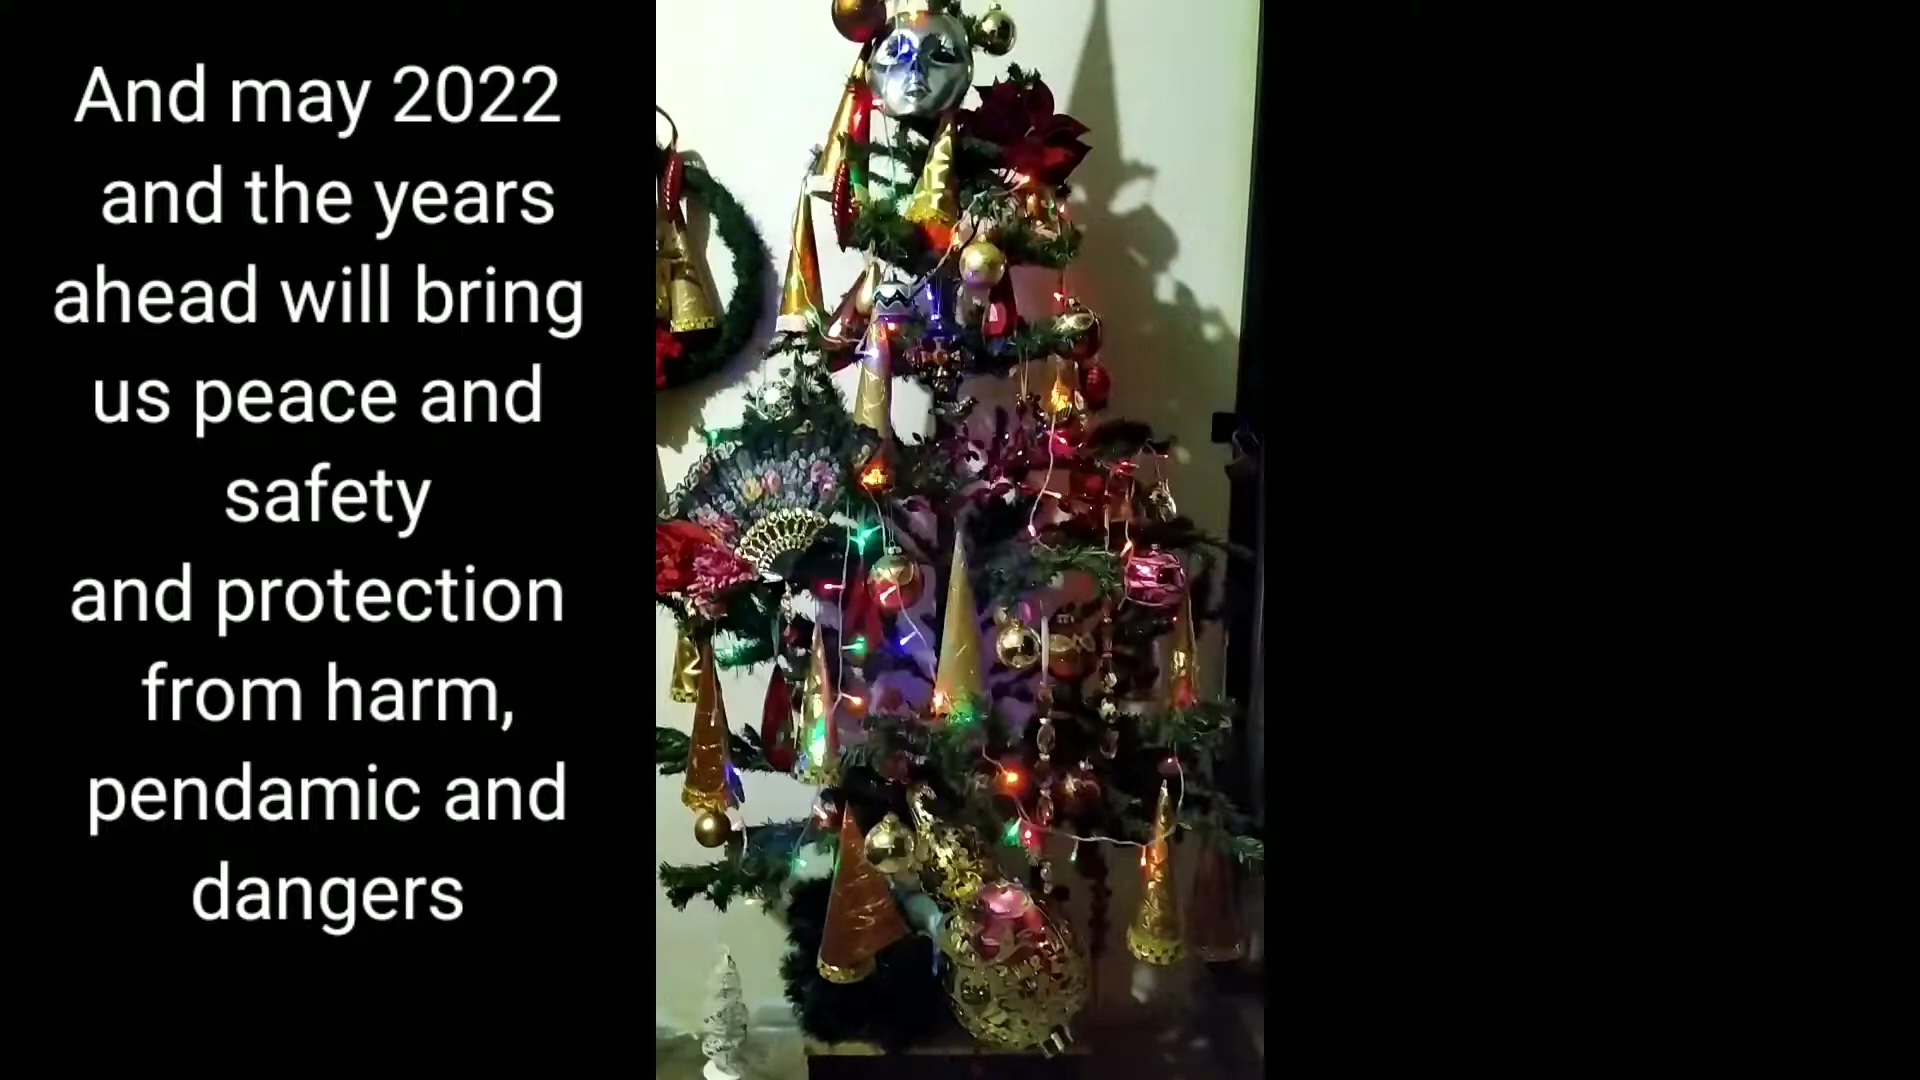 And may 2022
and the years
ahead will bring
us peace and
safety
and protection
from harm,
pendamic and
dangers